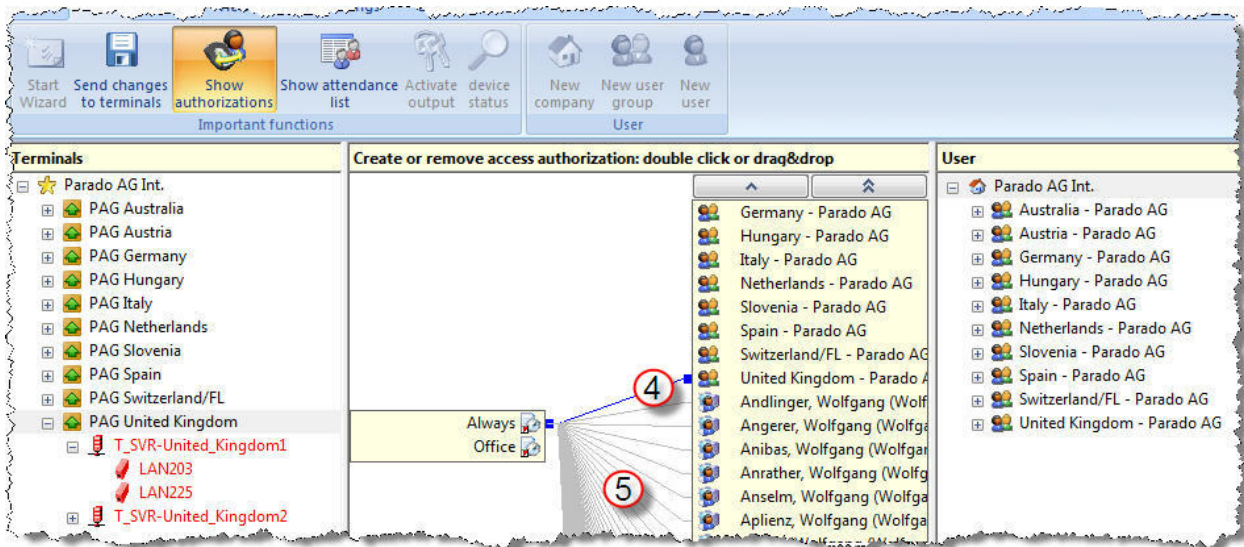 Start Wizard
Send changes to terminals
Show authorizations
Show attendance list
Activate output
device status
New company
New user group
New user
Important functions
User
Terminals
Parado AG Int.
PAG Australia
PAG Austria
PAG Germany
PAG Hungary
PAG Italy
PAG Netherlands
PAG Slovenia
PAG Spain
PAG Switzerland/FL
PAG United Kingdom
T_SVR-United_Kingdom1
LAN203
LAN225
T_SVR-United_Kingdom2
Create or remove access authorization: double click or drag&drop
Always
Office
4
5
Germany - Parado AG
Hungary - Parado AG
Italy - Parado AG
Netherlands - Parado AG
Slovenia - Parado AG
Spain - Parado AG
Switzerland/FL - Parado AG
United Kingdom - Parado A
Andlinger, Wolfgang (Wolf
Angerer, Wolfgang (Wolfga
Anibas, Wolfgang (Wolfgan
Anrather, Wolfgang (Wolfg
Anselm, Wolfgang (Wolfga
Aplienz, Wolfgang (Wolfga
User
Parado AG Int.
Australia - Parado AG
Austria - Parado AG
Germany - Parado AG
Hungary - Parado AG
Italy - Parado AG
Netherlands - Parado AG
Slovenia - Parado AG
Spain - Parado AG
Switzerland/FL - Parado AG
United Kingdom - Parado AG